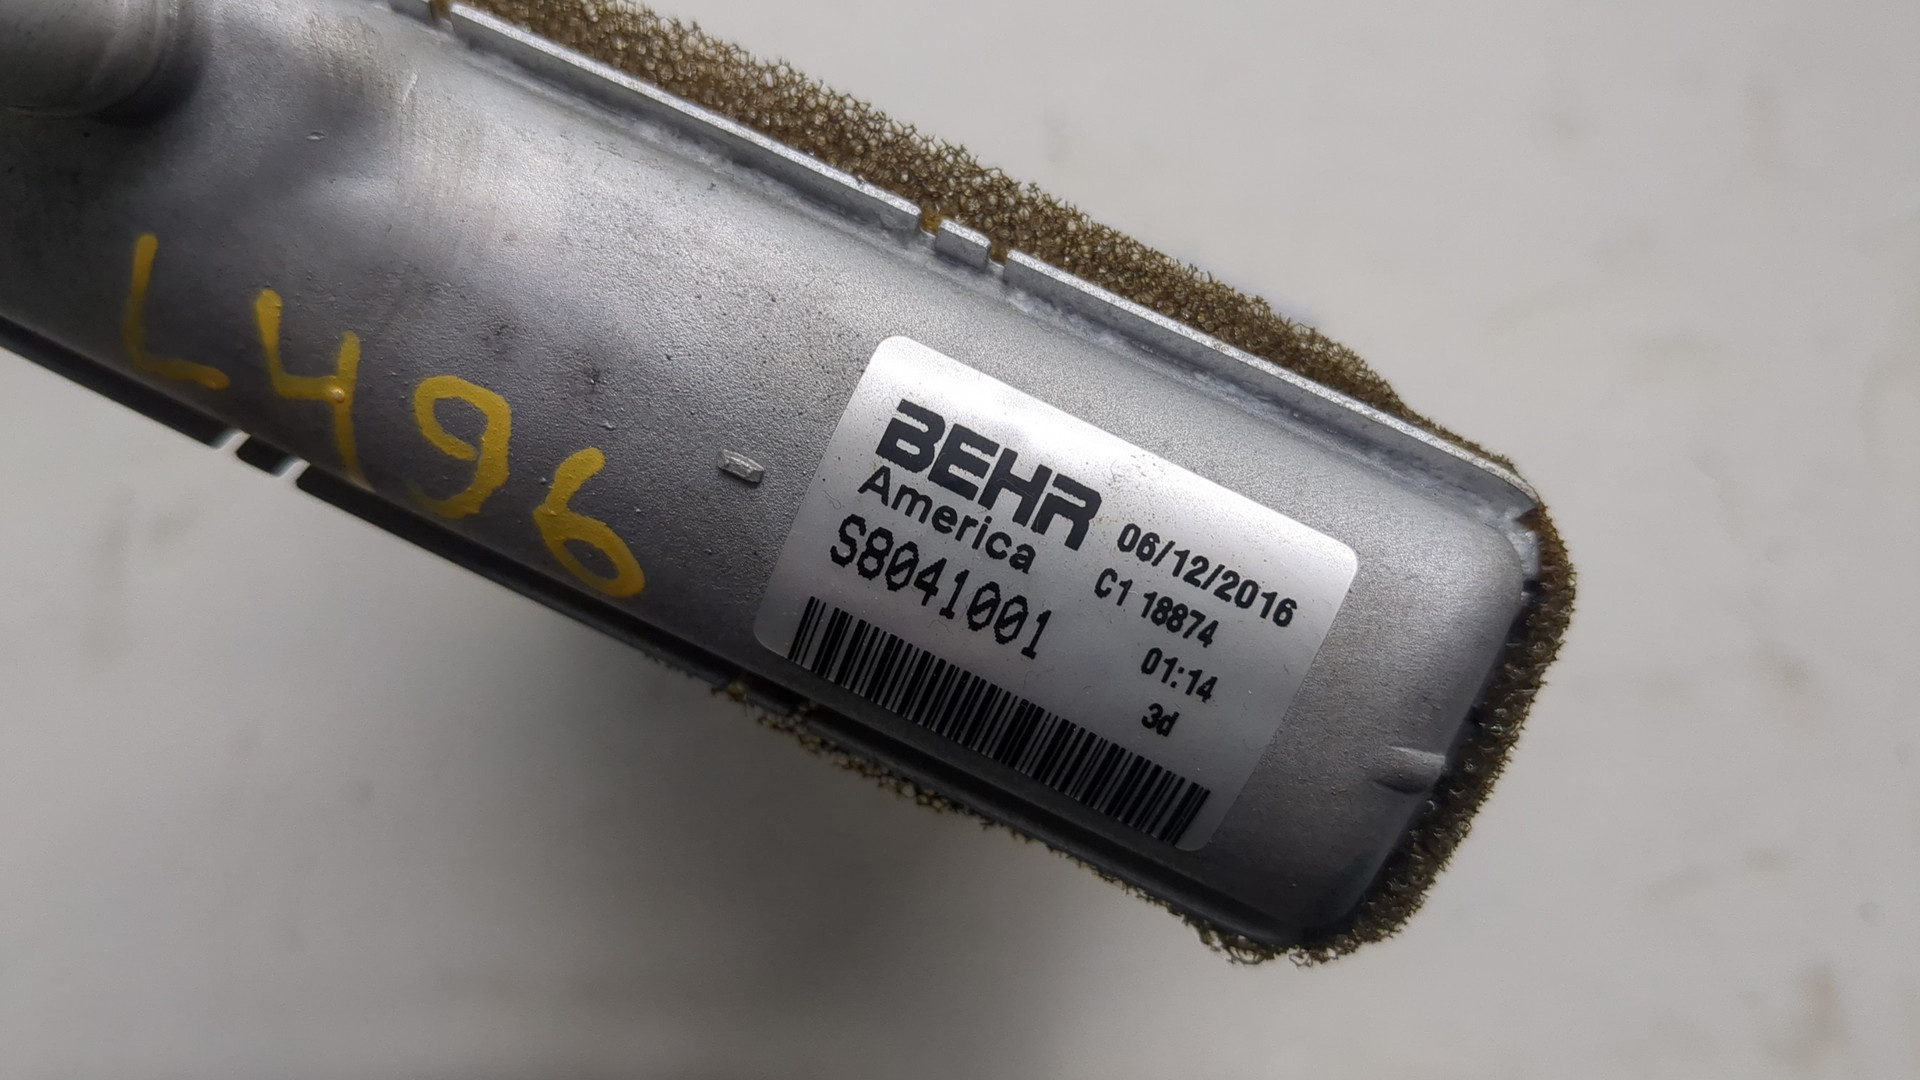 L496
BEHR
America
S8041001
06/12/2016
C1 18874
01:14
3d